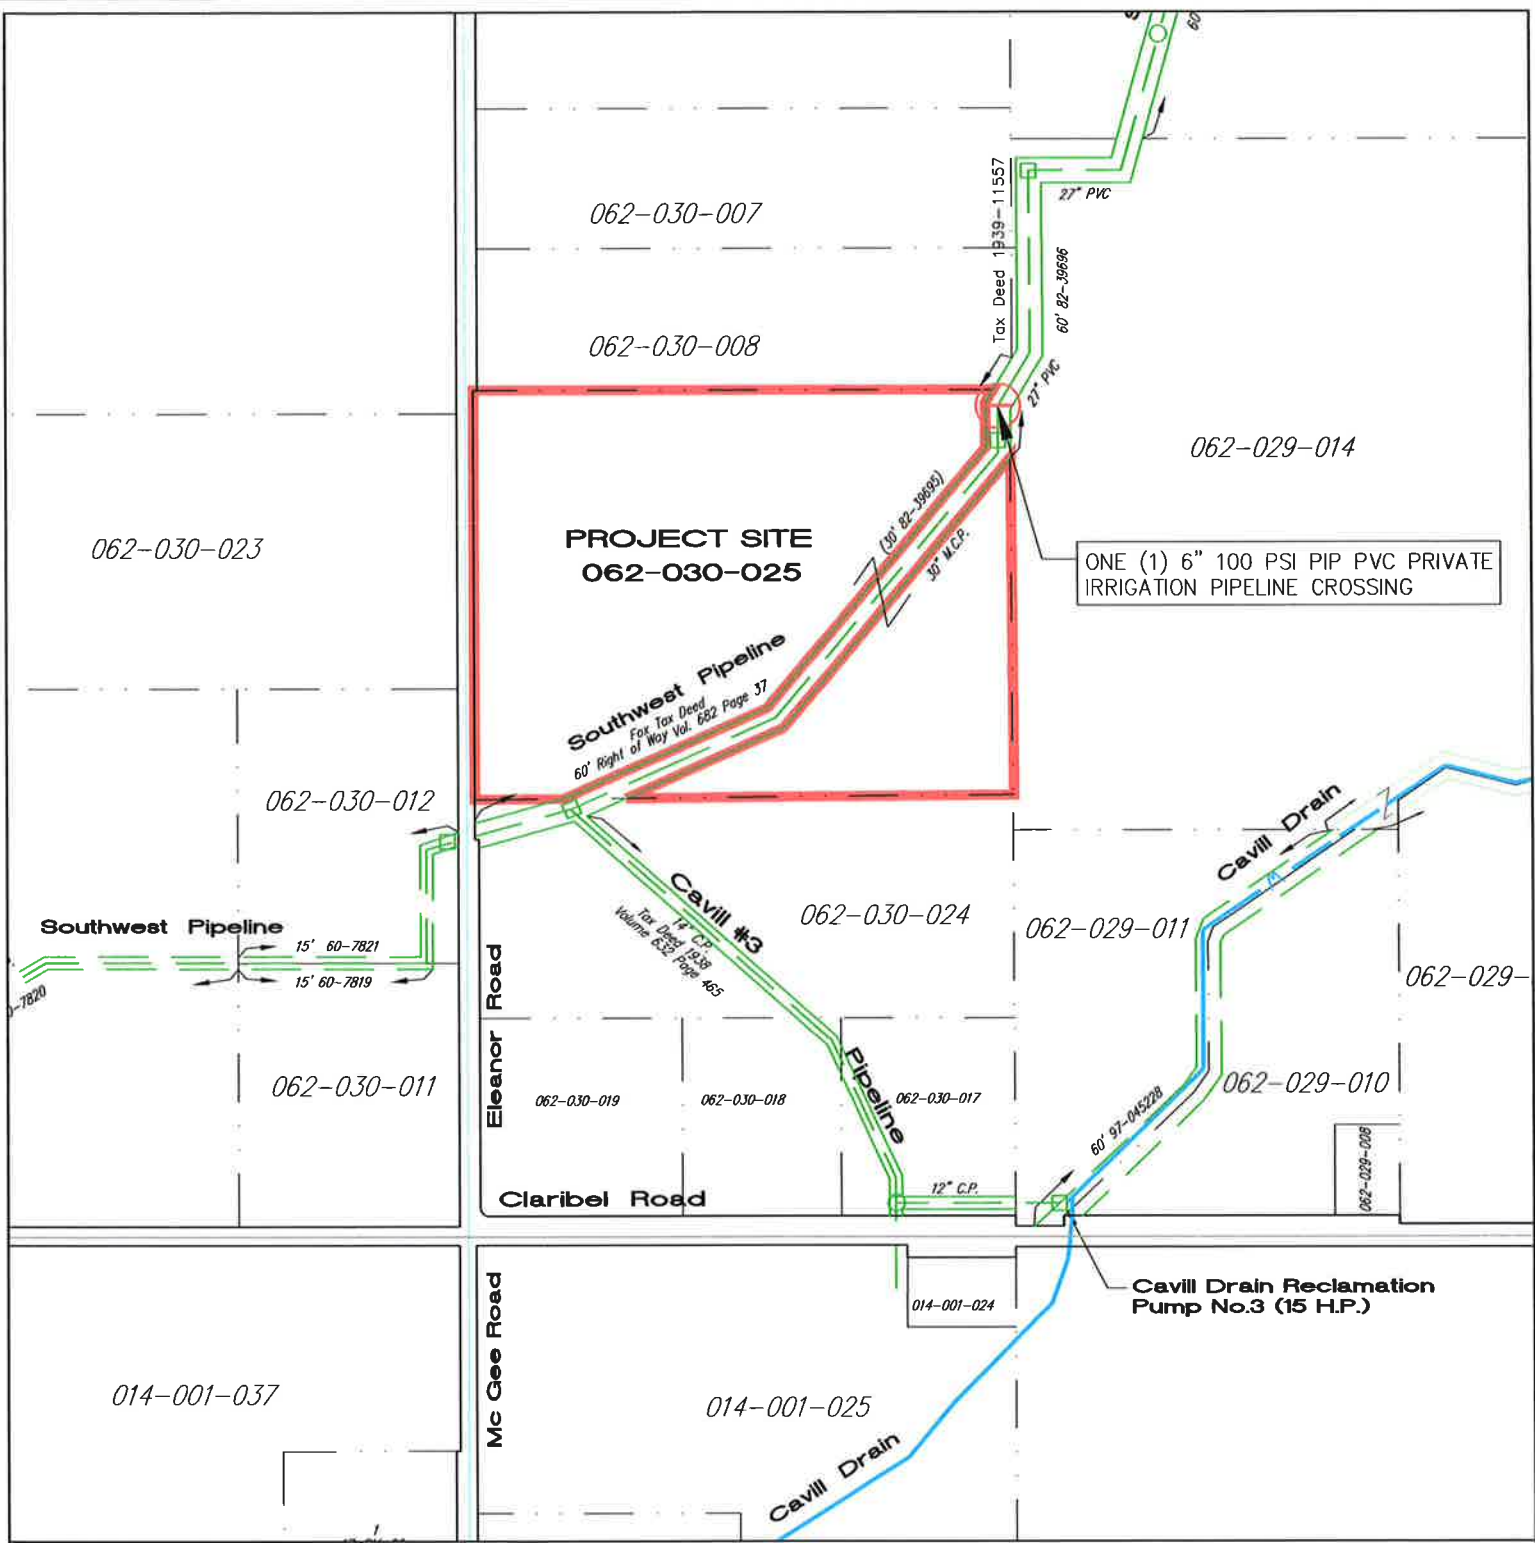 60'
27" PVC
Tax Deed 1939-11557
60' 82-39696
062-030-007
062-030-008
27" PVC
062-029-014
062-030-023
PROJECT SITE
062-030-025
(30' 82-39695)
30" M.C.P.
ONE (1) 6" 100 PSI PIP PVC PRIVATE
IRRIGATION PIPELINE CROSSING
Southwest Pipeline
Fox Tax Deed
60' Right of Way Vol. 682 Page 37
062-030-012
Cavill Drain
Southwest Pipeline
15' 60-7821
15' 60-7819
0-7820
Cavill #3
14" C.P.
Tax Deed 1938
Volume 632 Page 465
062-030-024
062-029-011
062-029-
Eleanor Road
062-030-011
062-030-019
062-030-018
Pipeline
062-030-017
062-029-010
60' 97-045228
062-029-008
Claribel Road
12" C.P.
Mc Gee Road
014-001-024
Cavill Drain Reclamation
Pump No.3 (15 H.P.)
014-001-037
014-001-025
Cavill Drain
1